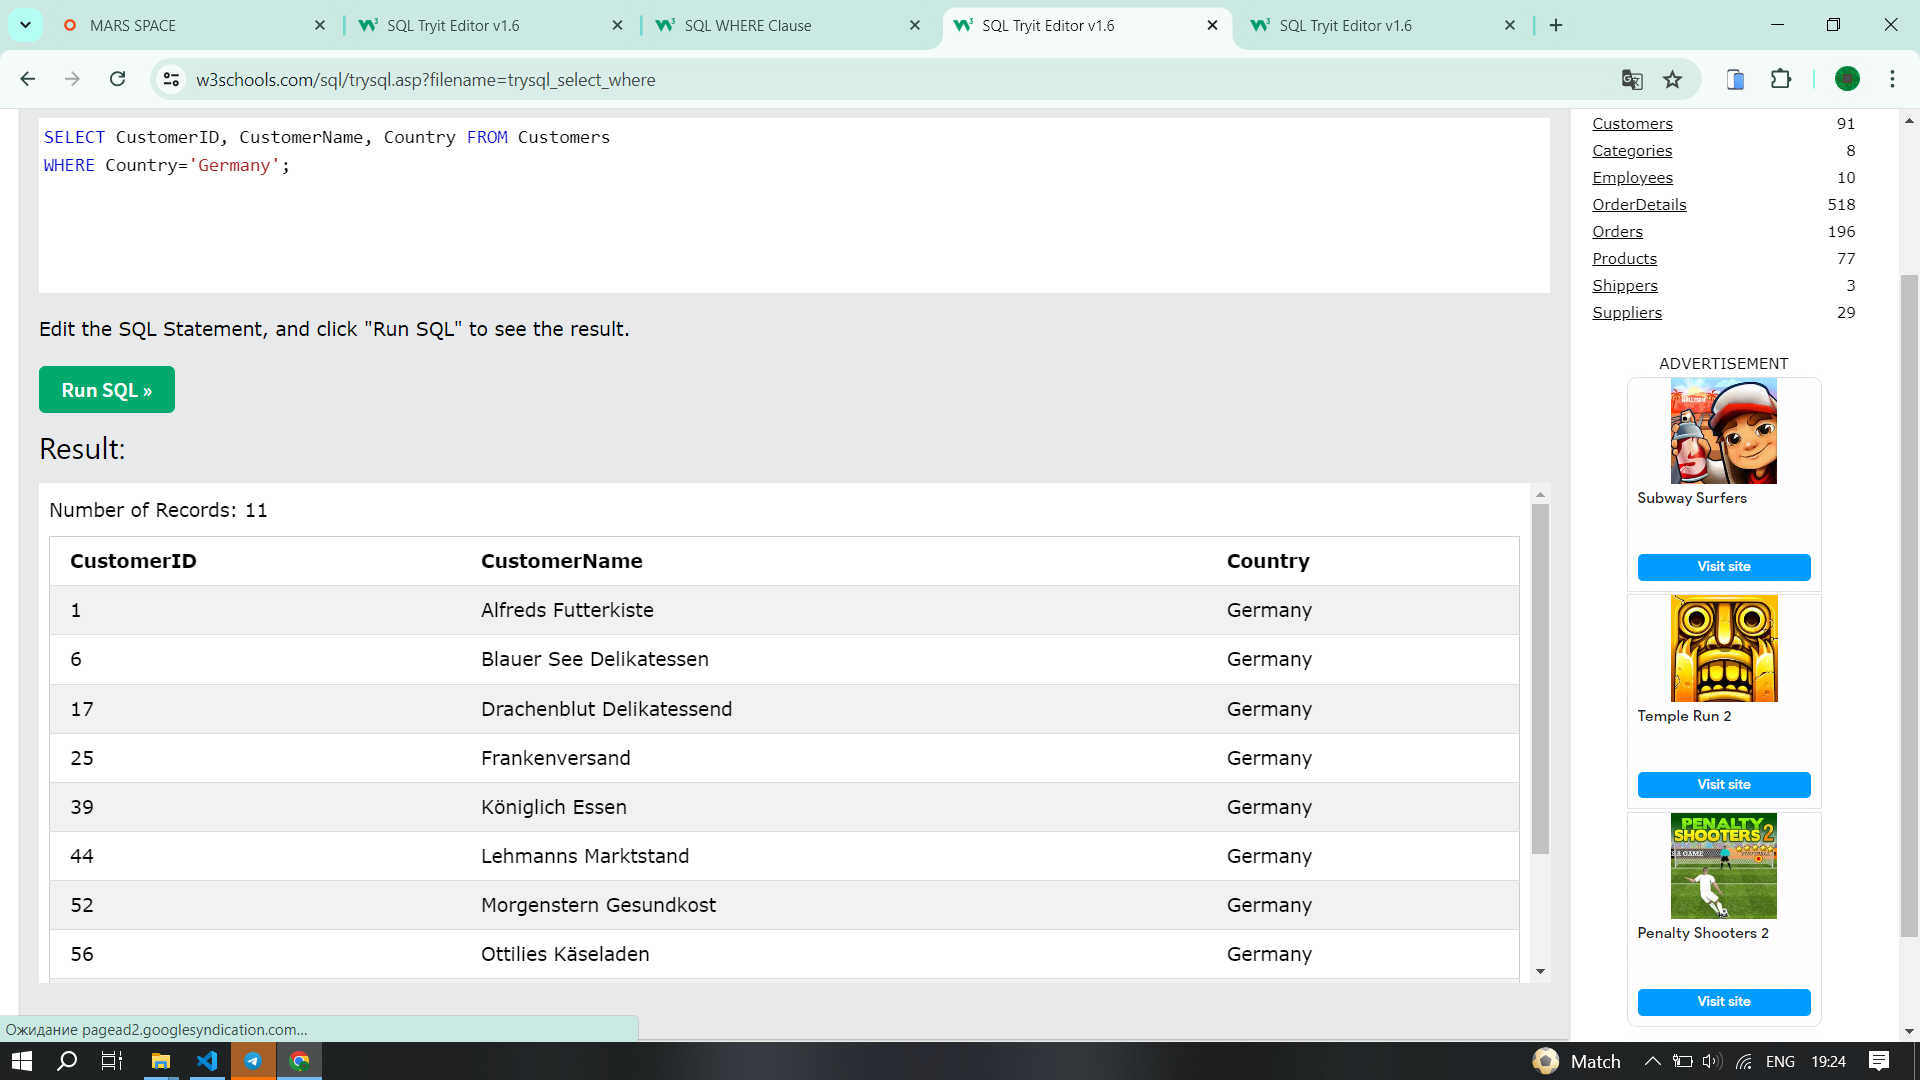 MARS SPACE
SQL Tryit Editor v1.6
SQL WHERE Clause
SQL Tryit Editor v1.6
SQL Tryit Editor v1.6
w3schools.com/sql/trysql.asp?filename=trysql_select_where
SELECT CustomerID, CustomerName, Country FROM Customers
WHERE Country='Germany';
Edit the SQL Statement, and click "Run SQL" to see the result.
Run SQL »
Result:
Number of Records: 11
CustomerID CustomerName Country
1 Alfreds Futterkiste Germany
6 Blauer See Delikatessen Germany
17 Drachenblut Delikatessend Germany
25 Frankenversand Germany
39 Königlich Essen Germany
44 Lehmanns Marktstand Germany
52 Morgenstern Gesundkost Germany
56 Ottilies Käseladen Germany
Customers 91
Categories 8
Employees 10
OrderDetails 518
Orders 196
Products 77
Shippers 3
Suppliers 29
ADVERTISEMENT
Subway Surfers
Visit site
Temple Run 2
Visit site
PENALTY
SHOOTERS 2
Penalty Shooters 2
Visit site
Ожидание pagead2.googlesyndication.com...
Match
ENG
19:24